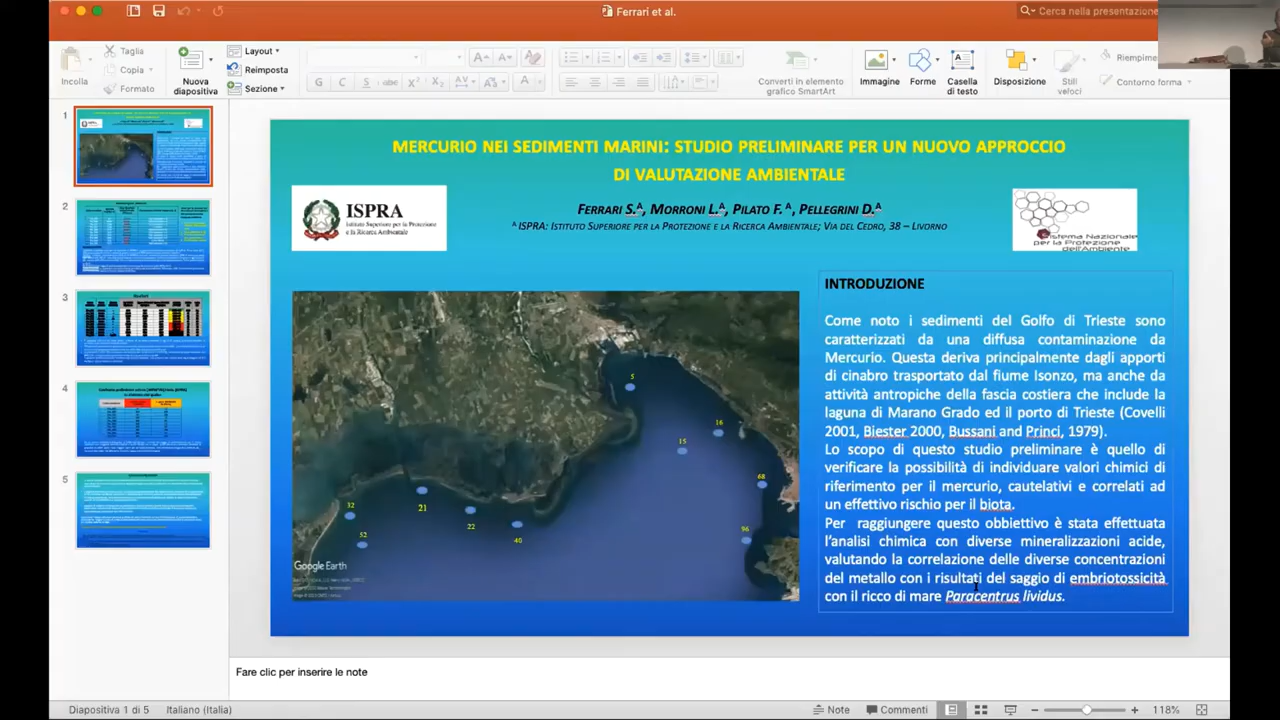 Ferrari et al.
Cerca nella presentazione
Incolla
Taglia
Copia
Formato
Nuova
diapositiva
Layout
Reimposta
Sezione
G C S abc X² X₂ AV Aa A
Converti in elemento
grafico SmartArt
Immagine
Forme
Casella
di testo
Disposizione
Stili
veloci
Riempime
Contorno forma
1
2
3
4
5
MERCURIO NEI SEDIMENTI MARINI: STUDIO PRELIMINARE PER UN NUOVO APPROCCIO
DI VALUTAZIONE AMBIENTALE
ISPRA
Istituto Superiore per la Protezione
e la Ricerca Ambientale
FERRARI S.A, MORRONI L.A, PILATO F. A, PELLEGRINI D.A
A ISPRA: ISTITUTO SUPERIORE PER LA PROTEZIONE E LA RICERCA AMBIENTALE; VIA DEL CEDRO, 38 – LIVORNO
Sistema Nazionale
per la Protezione
dell'Ambiente
5
16
15
68
32
21
22
52
40
96
Google Earth
INTRODUZIONE
Come noto i sedimenti del Golfo di Trieste sono
caratterizzati da una diffusa contaminazione da
Mercurio. Questa deriva principalmente dagli apporti
di cinabro trasportato dal fiume Isonzo, ma anche da
attività antropiche della fascia costiera che include la
laguna di Marano Grado ed il porto di Trieste (Covelli
2001, Biester 2000, Bussani and Princi, 1979).
Lo scopo di questo studio preliminare è quello di
verificare la possibilità di individuare valori chimici di
riferimento per il mercurio, cautelativi e correlati ad
un effettivo rischio per il biota.
Per raggiungere questo obbiettivo è stata effettuata
l'analisi chimica con diverse mineralizzazioni acide,
valutando la correlazione delle diverse concentrazioni
del metallo con i risultati del saggio di embriotossicità
con il ricco di mare Paracentrus lividus.
Fare clic per inserire le note
Diapositiva 1 di 5
Italiano (Italia)
Note
Commenti
118%